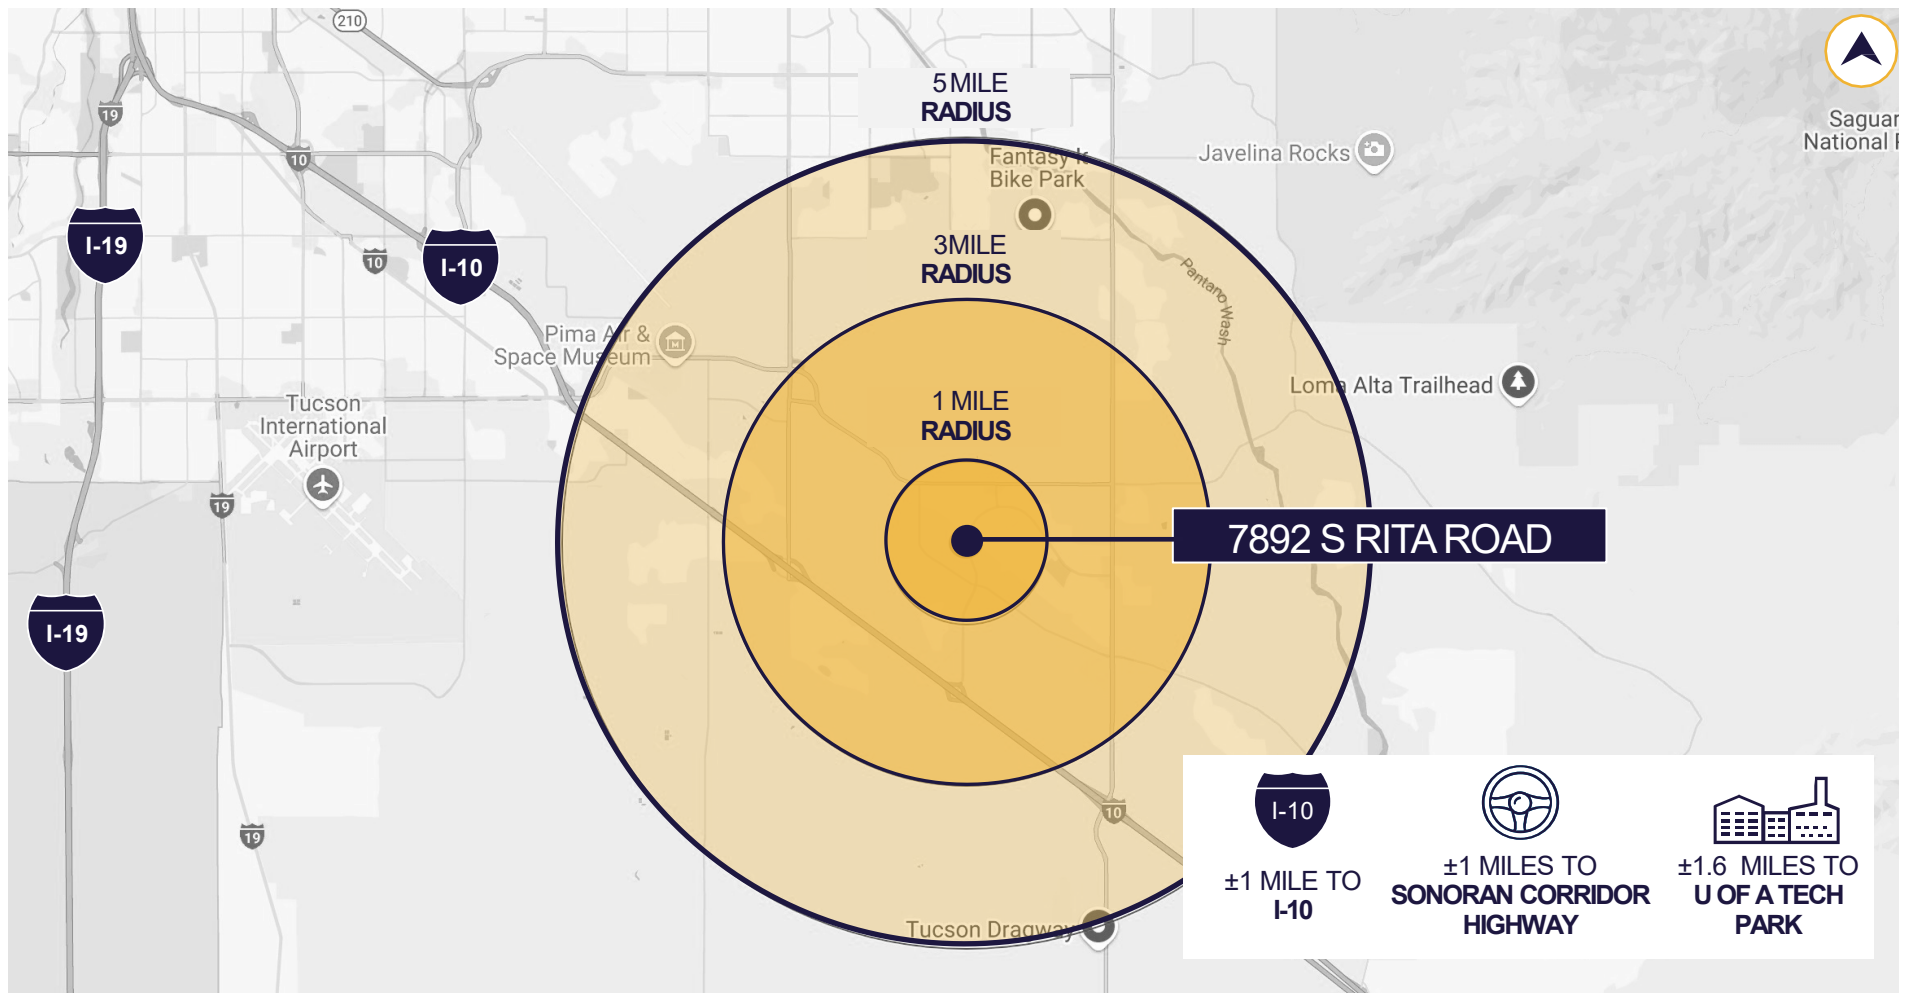 210
5 MILE
RADIUS
19
Saguar
National
Javelina Rocks
10
Fantasy
Bike Park
I-19
10
I-10
3MILE
RADIUS
Pantano Wash
Pima Air &
Space Museum
Loma Alta Trailhead
1 MILE
RADIUS
Tucson
International
Airport
19
7892 S RITA ROAD
I-19
10
19
I-10
±1 MILE TO
I-10
±1 MILES TO
SONORAN CORRIDOR
HIGHWAY
±1.6 MILES TO
U OF A TECH
PARK
Tucson Dragway